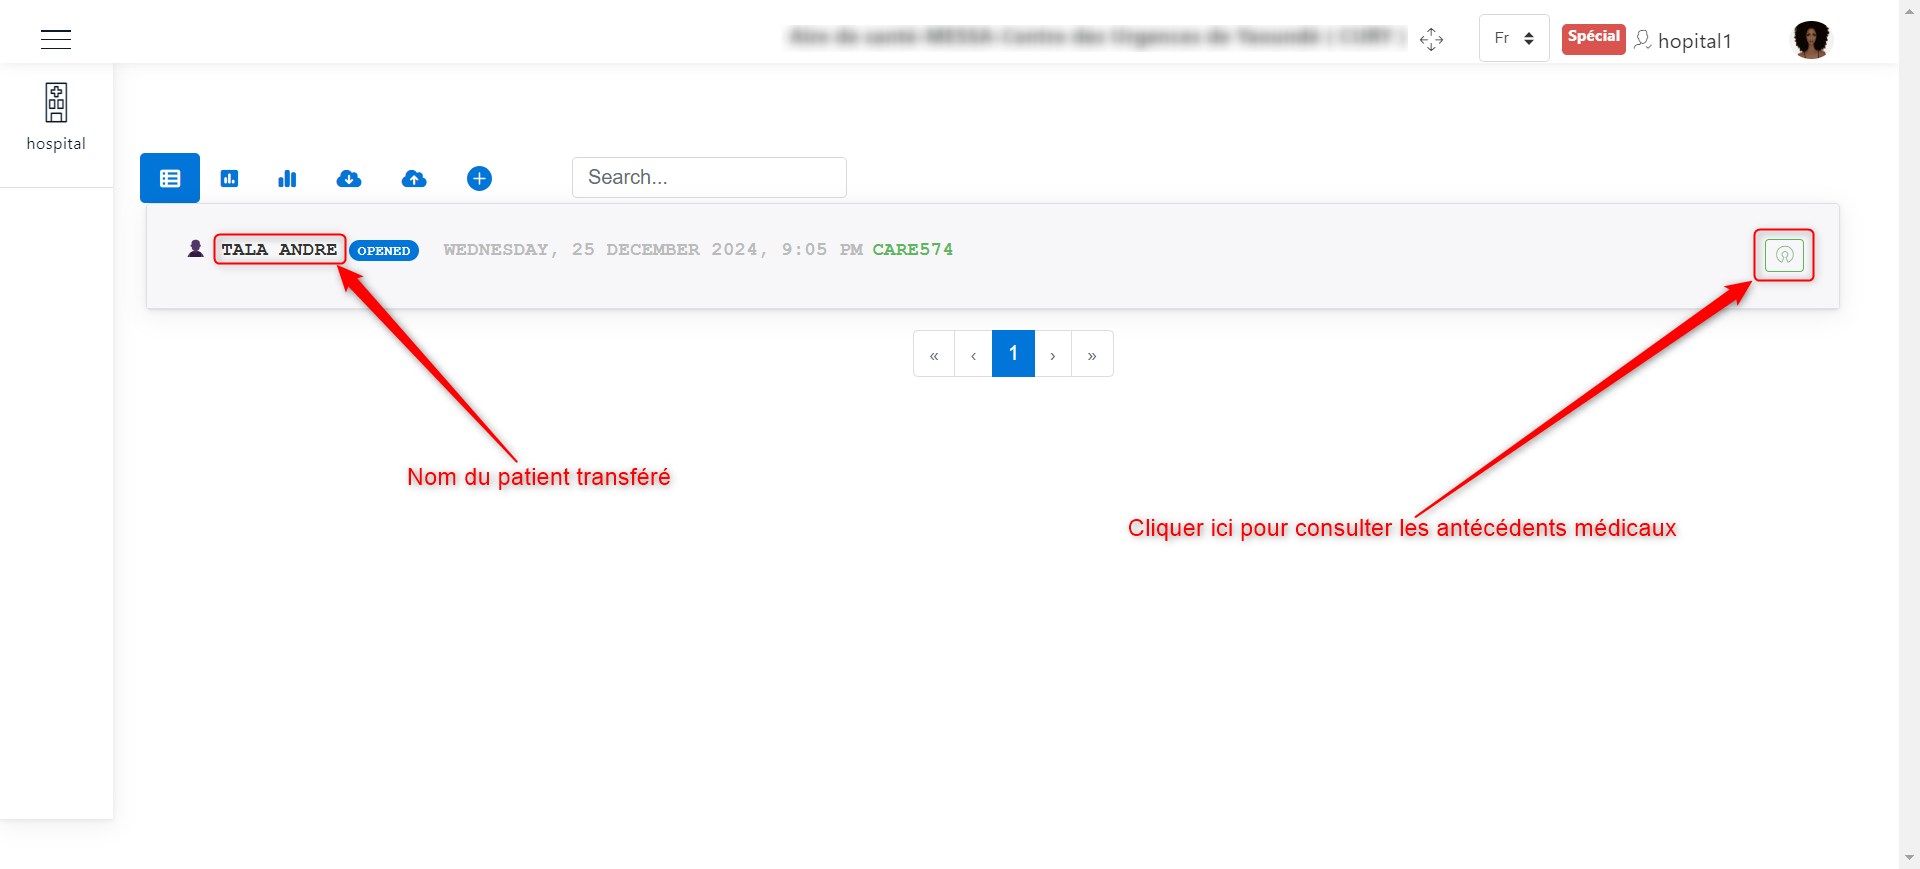 Fr
Spécial
hopital1
hospital
Search...
TALA ANDRE OPENED WEDNESDAY, 25 DECEMBER 2024, 9:05 PM CARE574
« ‹ 1 › »
Nom du patient transféré
Cliquer ici pour consulter les antécédents médicaux